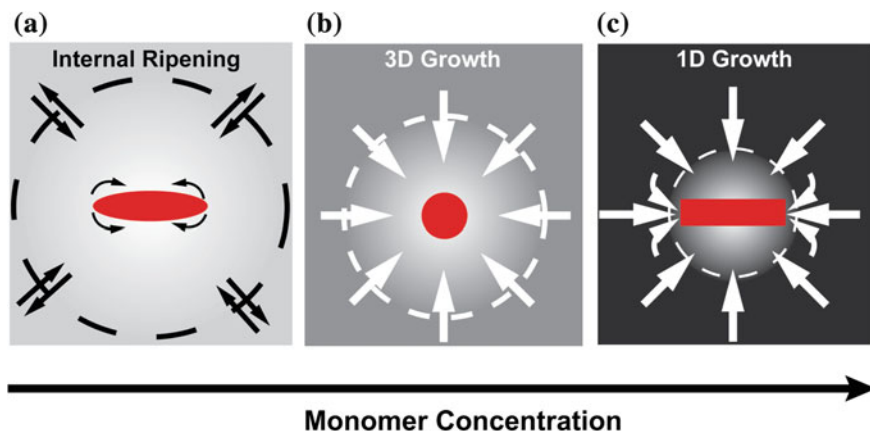 (a)
(b)
(c)
Internal Ripening
3D Growth
1D Growth
Monomer Concentration